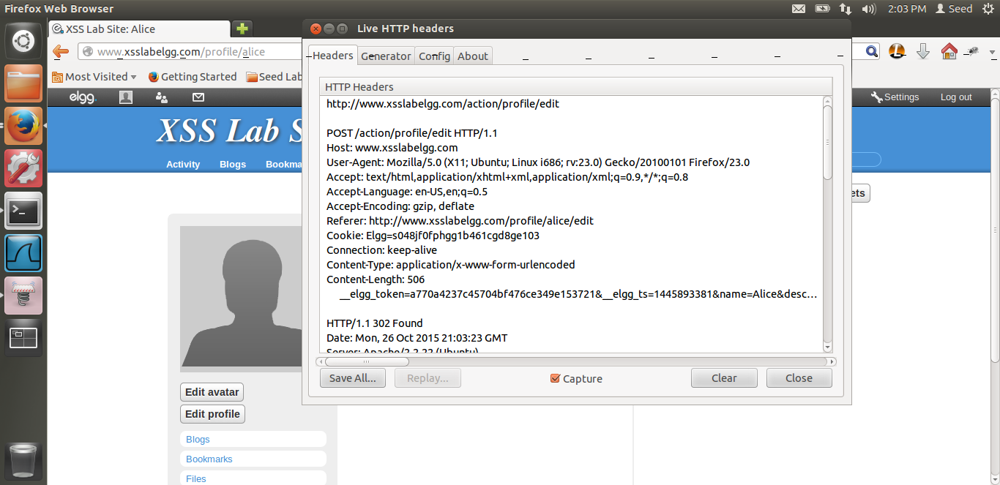 Firefox Web Browser
2:03 PM Seed
XSS Lab Site: Alice
www.xsslabelgg.com/profile/alice
Most Visited Getting Started Seed Lab
elgg. Settings Log out
XSS Lab S
Activity Blogs Bookma
ets
Edit avatar
Edit profile
Blogs
Bookmarks
Files
Live HTTP headers
Headers Generator Config About
HTTP Headers
http://www.xsslabelgg.com/action/profile/edit
POST /action/profile/edit HTTP/1.1
Host: www.xsslabelgg.com
User-Agent: Mozilla/5.0 (X11; Ubuntu; Linux i686; rv:23.0) Gecko/20100101 Firefox/23.0
Accept: text/html,application/xhtml+xml,application/xml;q=0.9,*/*;q=0.8
Accept-Language: en-US,en;q=0.5
Accept-Encoding: gzip, deflate
Referer: http://www.xsslabelgg.com/profile/alice/edit
Cookie: Elgg=s048jf0fphgg1b461cgd8ge103
Connection: keep-alive
Content-Type: application/x-www-form-urlencoded
Content-Length: 506
__elgg_token=a770a4237c45704bf476ce349e153721&__elgg_ts=1445893381&name=Alice&desc...
HTTP/1.1 302 Found
Date: Mon, 26 Oct 2015 21:03:23 GMT
Server: Apache/2.2.22 (Ubuntu)
Save All... Replay... Capture Clear Close